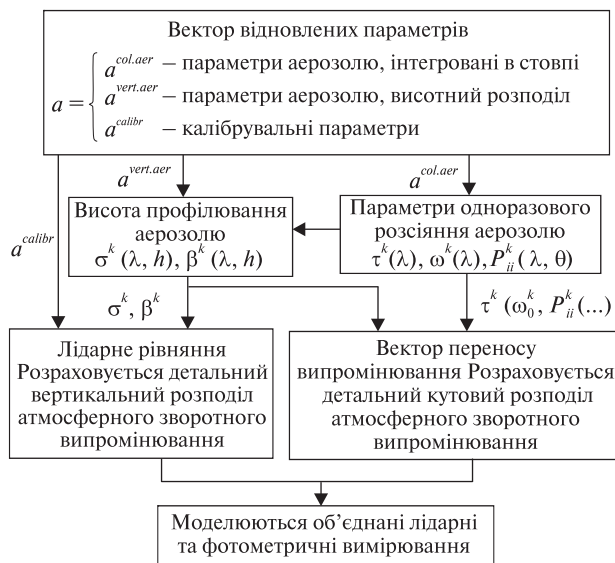 Вектор відновлених параметрів
a^{col.aer} – параметри аерозолю, інтегровані в стовпі
a = { a^{vert.aer} – параметри аерозолю, висотний розподіл
a^{calibr} – калібрувальні параметри
a^{vert.aer}
a^{col.aer}
a^{calibr}
Висота профілювання
аерозолю
σ^k (λ, h), β^k (λ, h)
Параметри одноразового
розсіяння аерозолю
τ^k(λ), ω^k(λ), P_{ii}^k( λ, θ)
σ^k, β^k
τ^k (ω_0^k, P_{ii}^k(...)
Лідарне рівняння
Розраховується детальний
вертикальний розподіл
атмосферного зворотного
випромінювання
Вектор переносу
випромінювання Розраховується
детальний кутовий розподіл
атмосферного зворотного
випромінювання
Моделюються об’єднані лідарні
та фотометричні вимірювання